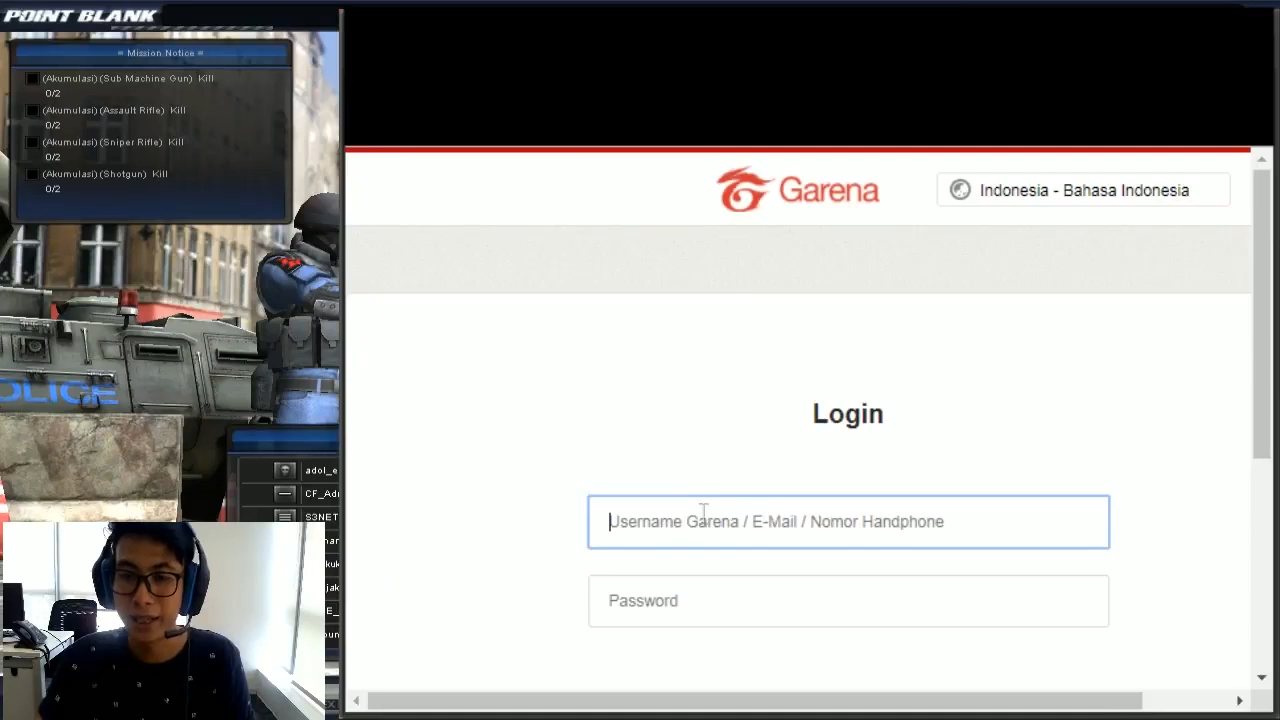 POINT BLANK
= Mission Notice =
(Akumulasi) (Sub Machine Gun) Kill
0/2
(Akumulasi) (Assault Rifle) Kill
0/2
(Akumulasi) (Sniper Rifle) Kill
0/2
(Akumulasi) (Shotgun) Kill
0/2
Garena
Indonesia - Bahasa Indonesia
Login
Username Garena / E-Mail / Nomor Handphone
Password
OLICE
adol_e
CF_Ad
S3NET